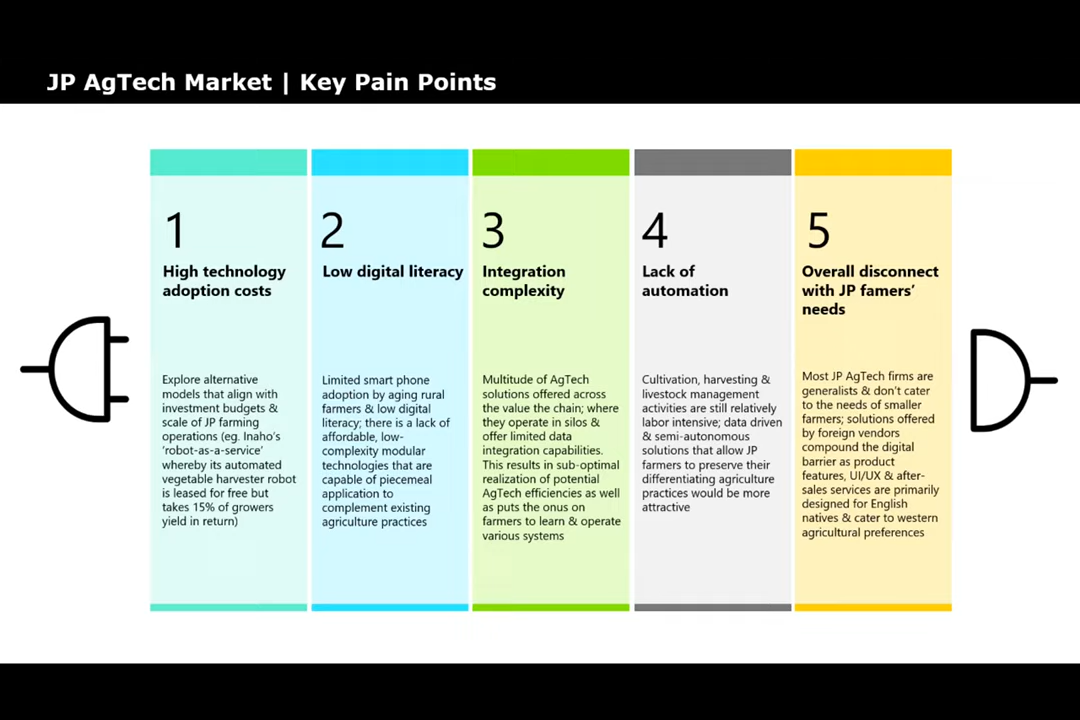 JP AgTech Market | Key Pain Points
1
High technology
adoption costs
Explore alternative
models that align with
investment budgets &
scale of JP farming
operations (eg. Inaho's
'robot-as-a-service'
whereby its automated
vegetable harvester robot
is leased for free but
takes 15% of growers
yield in return)
2
Low digital literacy
Limited smart phone
adoption by aging rural
farmers & low digital
literacy; there is a lack of
affordable, low-
complexity modular
technologies that are
capable of piecemeal
application to
complement existing
agriculture practices
3
Integration
complexity
Multitude of AgTech
solutions offered across
the value the chain; where
they operate in silos &
offer limited data
integration capabilities.
This results in sub-optimal
realization of potential
AgTech efficiencies as well
as puts the onus on
farmers to learn & operate
various systems
4
Lack of
automation
Cultivation, harvesting &
livestock management
activities are still relatively
labor intensive; data driven
& semi-autonomous
solutions that allow JP
farmers to preserve their
differentiating agriculture
practices would be more
attractive
5
Overall disconnect
with JP famers'
needs
Most JP AgTech firms are
generalists & don't cater
to the needs of smaller
farmers; solutions offered
by foreign vendors
compound the digital
barrier as product
features, UI/UX & after-
sales services are primarily
designed for English
natives & cater to western
agricultural preferences